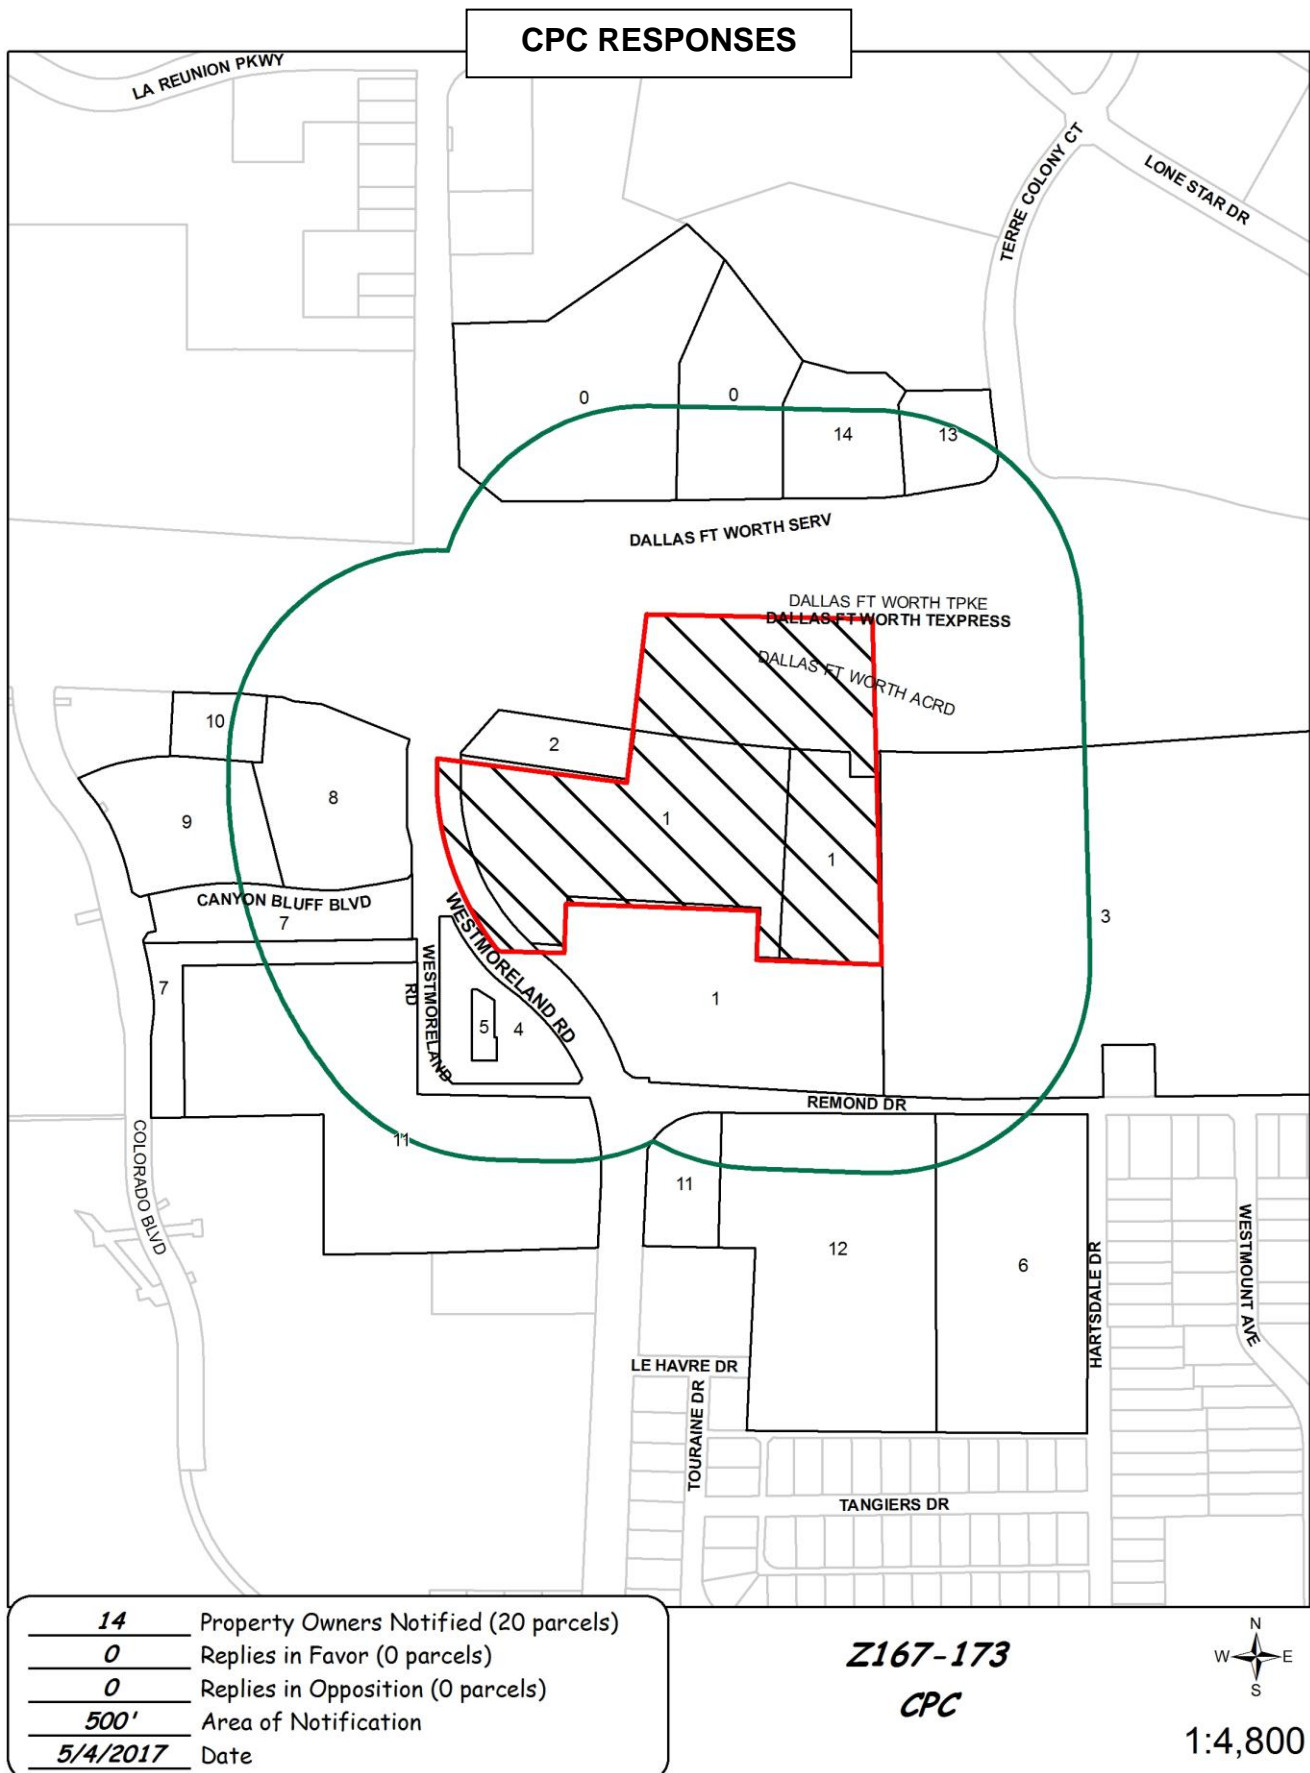 CPC RESPONSES
LA REUNION PKWY
TERRE COLONY CT
LONE STAR DR
0
0
14
13
DALLAS FT WORTH SERV
DALLAS FT WORTH TPKE
DALLAS FT WORTH TEXPRESS
DALLAS FT WORTH ACRD
10
2
8
9
1
1
CANYON BLUFF BLVD
7
3
WESTMORELAND RD
WESTMORELAND
RD
7
5
4
1
REMOND DR
COLORADO BLVD
11
11
12
6
HARTSDALE DR
WESTMOUNT AVE
LE HAVRE DR
TOURAINE DR
TANGIERS DR
14 Property Owners Notified (20 parcels)
0 Replies in Favor (0 parcels)
0 Replies in Opposition (0 parcels)
500' Area of Notification
5/4/2017 Date
Z167-173
CPC
N
W E
S
1:4,800